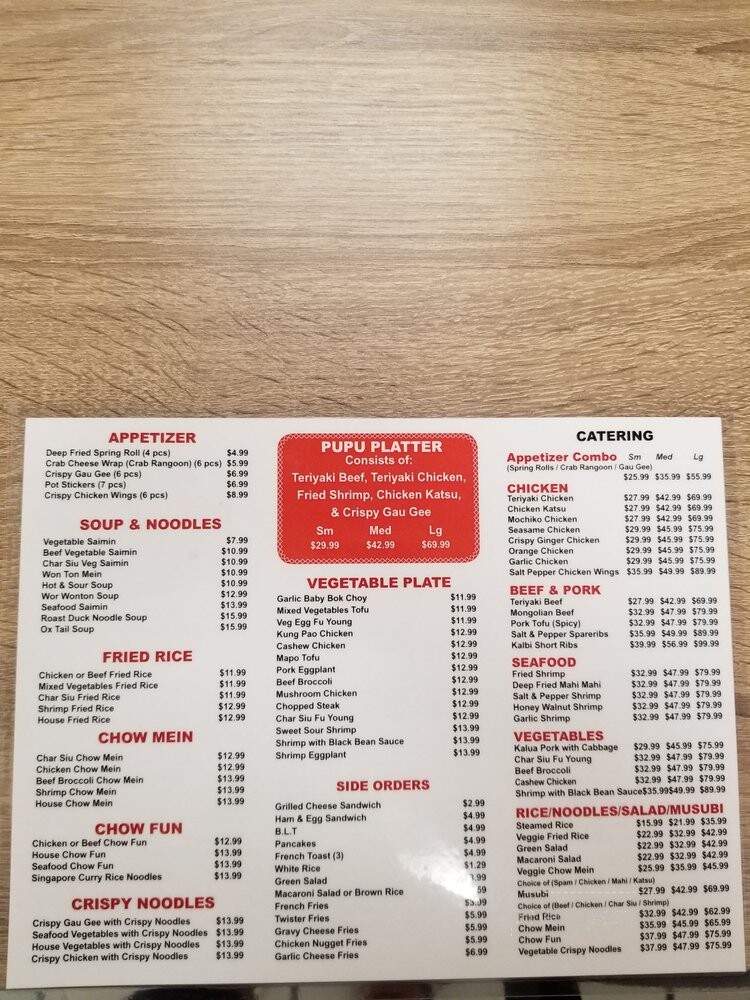 APPETIZER
Deep Fried Spring Roll (4 pcs) $4.99
Crab Cheese Wrap (Crab Rangoon) (6 pcs) $5.99
Crispy Gau Gee (6 pcs) $6.99
Pot Stickers (7 pcs) $6.99
Crispy Chicken Wings (6 pcs) $8.99
SOUP & NOODLES
Vegetable Saimin $7.99
Beef Vegetable Saimin $10.99
Char Siu Veg Saimin $10.99
Won Ton Mein $10.99
Hot & Sour Soup $10.99
Wor Wonton Soup $12.99
Seafood Saimin $13.99
Roast Duck Noodle Soup $15.99
Ox Tail Soup $15.99
FRIED RICE
Chicken or Beef Fried Rice $11.99
Mixed Vegetables Fried Rice $11.99
Char Siu Fried Rice $11.99
Shrimp Fried Rice $12.99
House Fried Rice $12.99
CHOW MEIN
Char Siu Chow Mein $12.99
Chicken Chow Mein $12.99
Beef Broccoli Chow Mein $13.99
Shrimp Chow Mein $13.99
House Chow Mein $13.99
CHOW FUN
Chicken or Beef Chow Fun $12.99
House Chow Fun $13.99
Seafood Chow Fun $13.99
Singapore Curry Rice Noodles $13.99
CRISPY NOODLES
Crispy Gau Gee with Crispy Noodles $13.99
Seafood Vegetables with Crispy Noodles $13.99
House Vegetables with Crispy Noodles $13.99
Crispy Chicken with Crispy Noodles $13.99
PUPU PLATTER
Consists of:
Teriyaki Beef, Teriyaki Chicken,
Fried Shrimp, Chicken Katsu,
& Crispy Gau Gee
Sm Med Lg
$29.99 $42.99 $69.99
VEGETABLE PLATE
Garlic Baby Bok Choy $11.99
Mixed Vegetables Tofu $11.99
Veg Egg Fu Young $11.99
Kung Pao Chicken $12.99
Cashew Chicken $12.99
Mapo Tofu $12.99
Pork Eggplant $12.99
Beef Broccoli $12.99
Mushroom Chicken $12.99
Chopped Steak $12.99
Char Siu Fu Young $12.99
Sweet Sour Shrimp $13.99
Shrimp with Black Bean Sauce $13.99
Shrimp Eggplant $13.99
SIDE ORDERS
Grilled Cheese Sandwich $2.99
Ham & Egg Sandwich $4.99
B.L.T $4.99
Pancakes $4.99
French Toast (3) $4.99
White Rice $1.29
Green Salad
Macaroni Salad or Brown Rice
French Fries
Twister Fries $5.99
Gravy Cheese Fries $5.99
Chicken Nugget Fries $5.99
Garlic Cheese Fries $6.99
CATERING
Appetizer Combo Sm Med Lg
(Spring Rolls / Crab Rangoon / Gau Gee)
$25.99 $35.99 $55.99
CHICKEN
Teriyaki Chicken $27.99 $42.99 $69.99
Chicken Katsu $27.99 $42.99 $69.99
Mochiko Chicken $27.99 $42.99 $69.99
Seasame Chicken $29.99 $45.99 $75.99
Crispy Ginger Chicken $29.99 $45.99 $75.99
Orange Chicken $29.99 $45.99 $75.99
Garlic Chicken $29.99 $45.99 $75.99
Salt Pepper Chicken Wings $35.99 $49.99 $89.99
BEEF & PORK
Teriyaki Beef $27.99 $42.99 $69.99
Mongolian Beef $32.99 $47.99 $79.99
Pork Tofu (Spicy) $32.99 $47.99 $79.99
Salt & Pepper Spareribs $35.99 $49.99 $89.99
Kalbi Short Ribs $39.99 $56.99 $99.99
SEAFOOD
Fried Shrimp $32.99 $47.99 $79.99
Deep Fried Mahi Mahi $32.99 $47.99 $79.99
Salt & Pepper Shrimp $32.99 $47.99 $79.99
Honey Walnut Shrimp $32.99 $47.99 $79.99
Garlic Shrimp $32.99 $47.99 $79.99
VEGETABLES
Kalua Pork with Cabbage $29.99 $45.99 $75.99
Char Siu Fu Young $32.99 $47.99 $79.99
Beef Broccoli $32.99 $47.99 $79.99
Cashew Chicken $32.99 $47.99 $79.99
Shrimp with Black Bean Sauce $35.99 $49.99 $89.99
RICE/NOODLES/SALAD/MUSUBI
Steamed Rice $15.99 $21.99 $35.99
Veggie Fried Rice $22.99 $32.99 $42.99
Green Salad $22.99 $32.99 $42.99
Macaroni Salad $22.99 $32.99 $42.99
Veggie Chow Mein $25.99 $35.99 $45.99
Choice of (Spam / Chicken / Mahi / Katsu)
Musubi $27.99 $42.99 $69.99
Choice of (Beef / Chicken / Char Siu / Shrimp)
Fried Rice $32.99 $42.99 $62.99
Chow Mein $35.99 $45.99 $65.99
Chow Fun $37.99 $47.99 $75.99
Vegetable Crispy Noodles $37.99 $47.99 $75.99